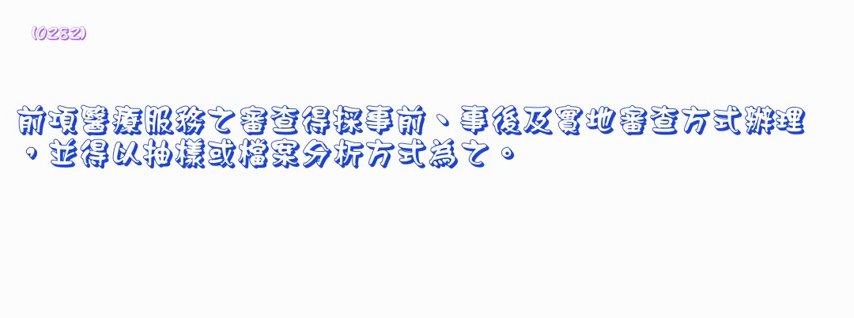 (0282)
前項醫療服務之審查得採事前、事後及實地審查方式辦理
，並得以抽樣或檔案分析方式為之。